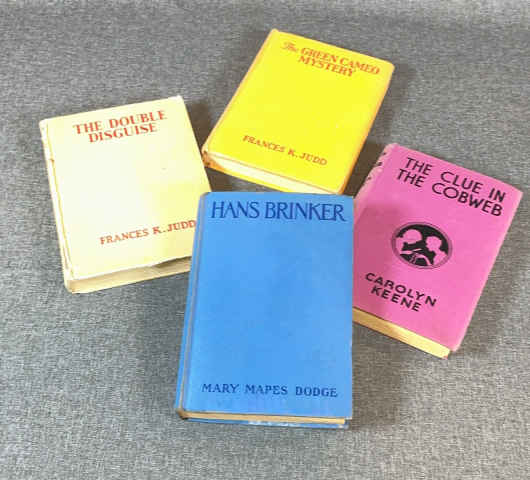 The GREEN CAMEO
MYSTERY
FRANCES K. JUDD
THE DOUBLE
DISGUISE
FRANCES K. JUDD
THE CLUE IN
THE COBWEB
CAROLYN
KEENE
HANS BRINKER
MARY MAPES DODGE